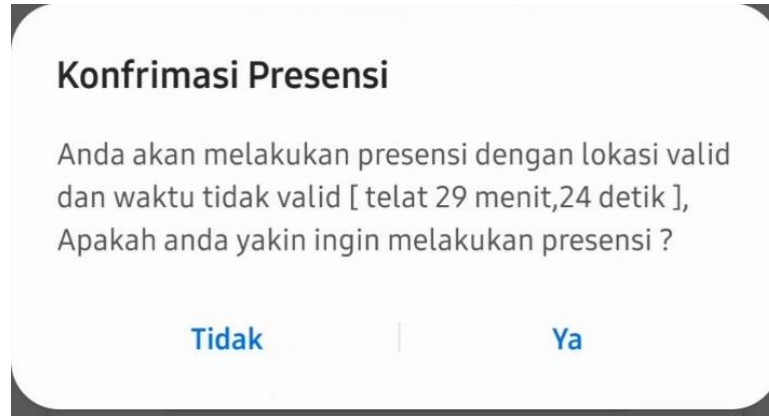 Konfrimasi Presensi
Anda akan melakukan presensi dengan lokasi valid
dan waktu tidak valid [ telat 29 menit,24 detik ],
Apakah anda yakin ingin melakukan presensi ?
Tidak
Ya